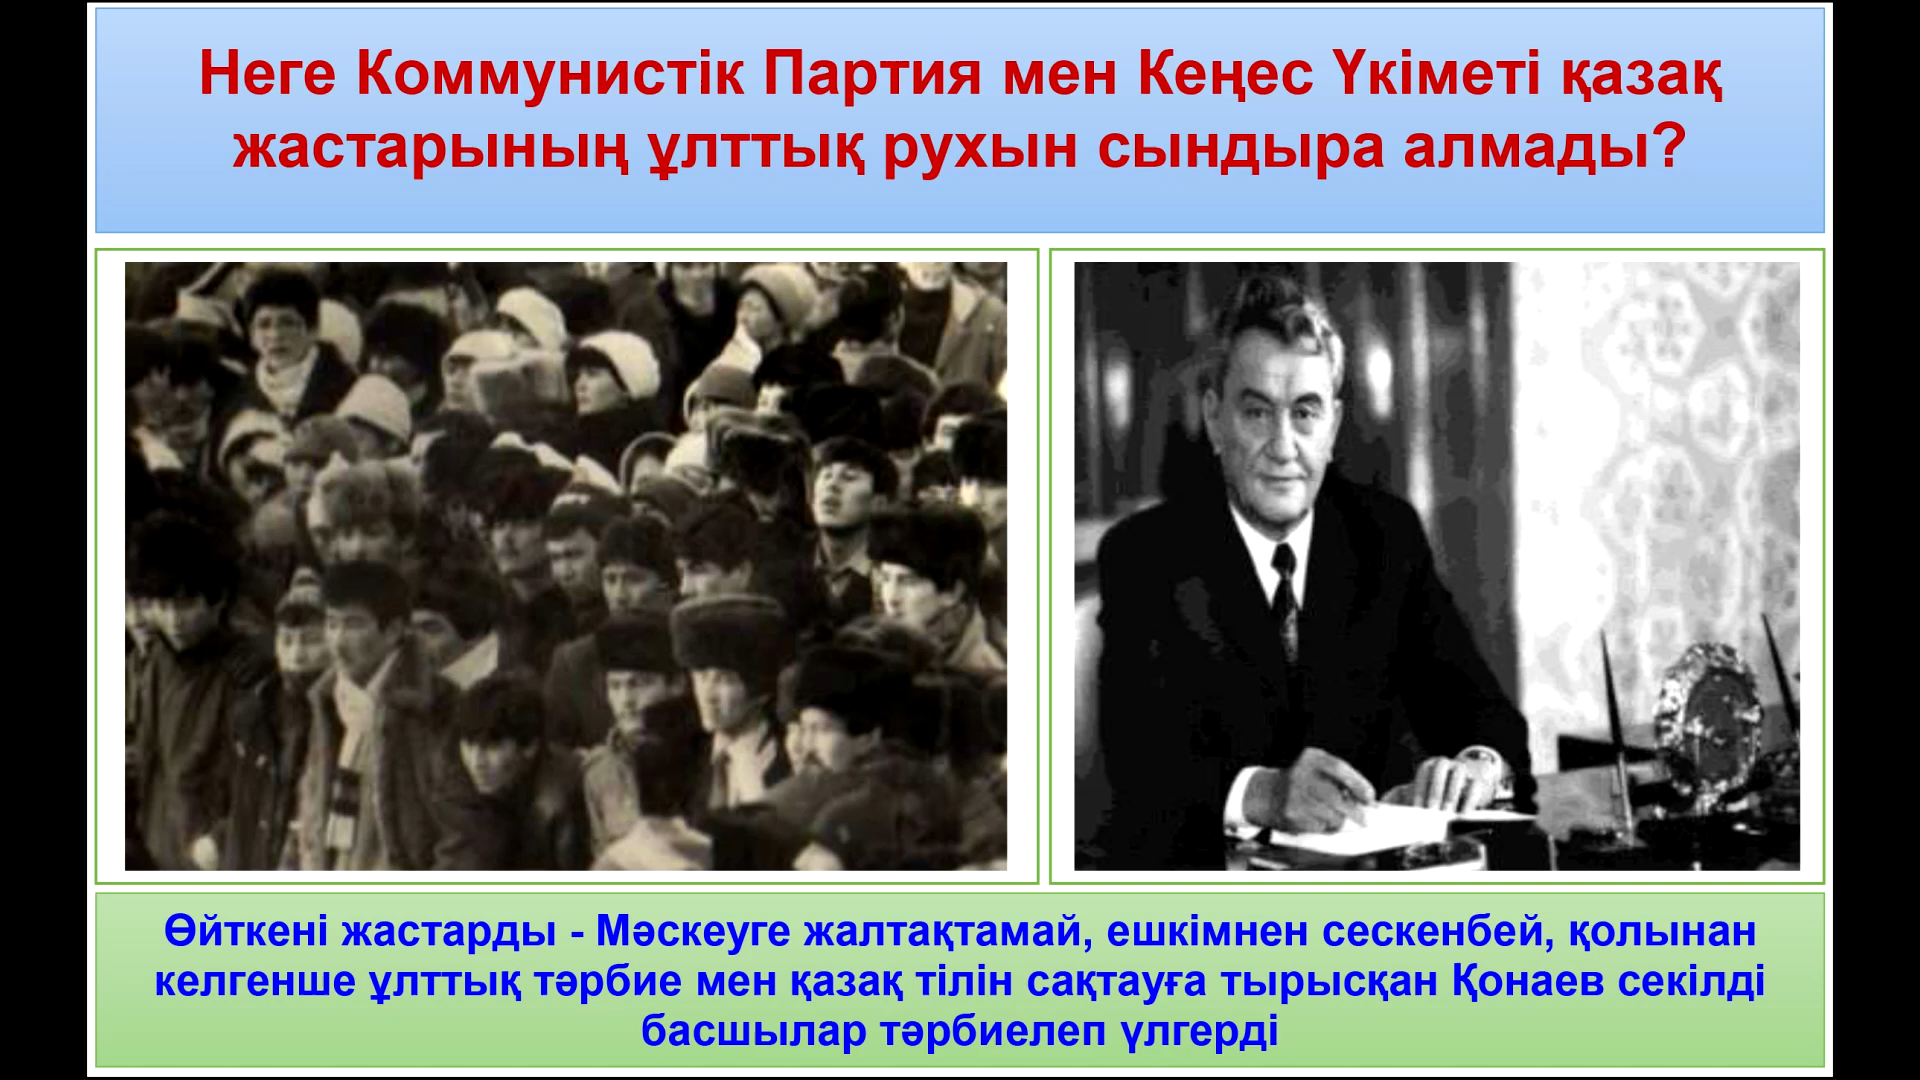 Неге Коммунистік Партия мен Кеңес Үкіметі қазақ
жастарының ұлттық рухын сындыра алмады?
Өйткені жастарды - Мәскеуге жалтақтамай, ешкімнен сескенбей, қолынан
келгенше ұлттық тәрбие мен қазақ тілін сақтауға тырысқан Қонаев секілді
басшылар тәрбиелеп үлгерді